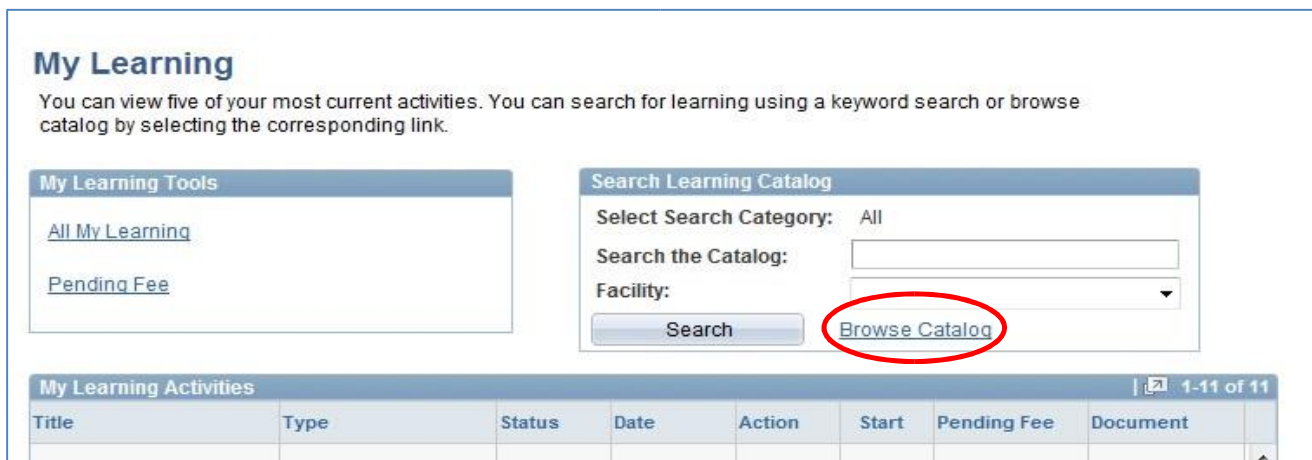 My Learning
You can view five of your most current activities. You can search for learning using a keyword search or browse
catalog by selecting the corresponding link.
My Learning Tools
All My Learning
Pending Fee
Search Learning Catalog
Select Search Category: All
Search the Catalog:
Facility:
Search Browse Catalog
My Learning Activities | 1-11 of 11
Title Type Status Date Action Start Pending Fee Document